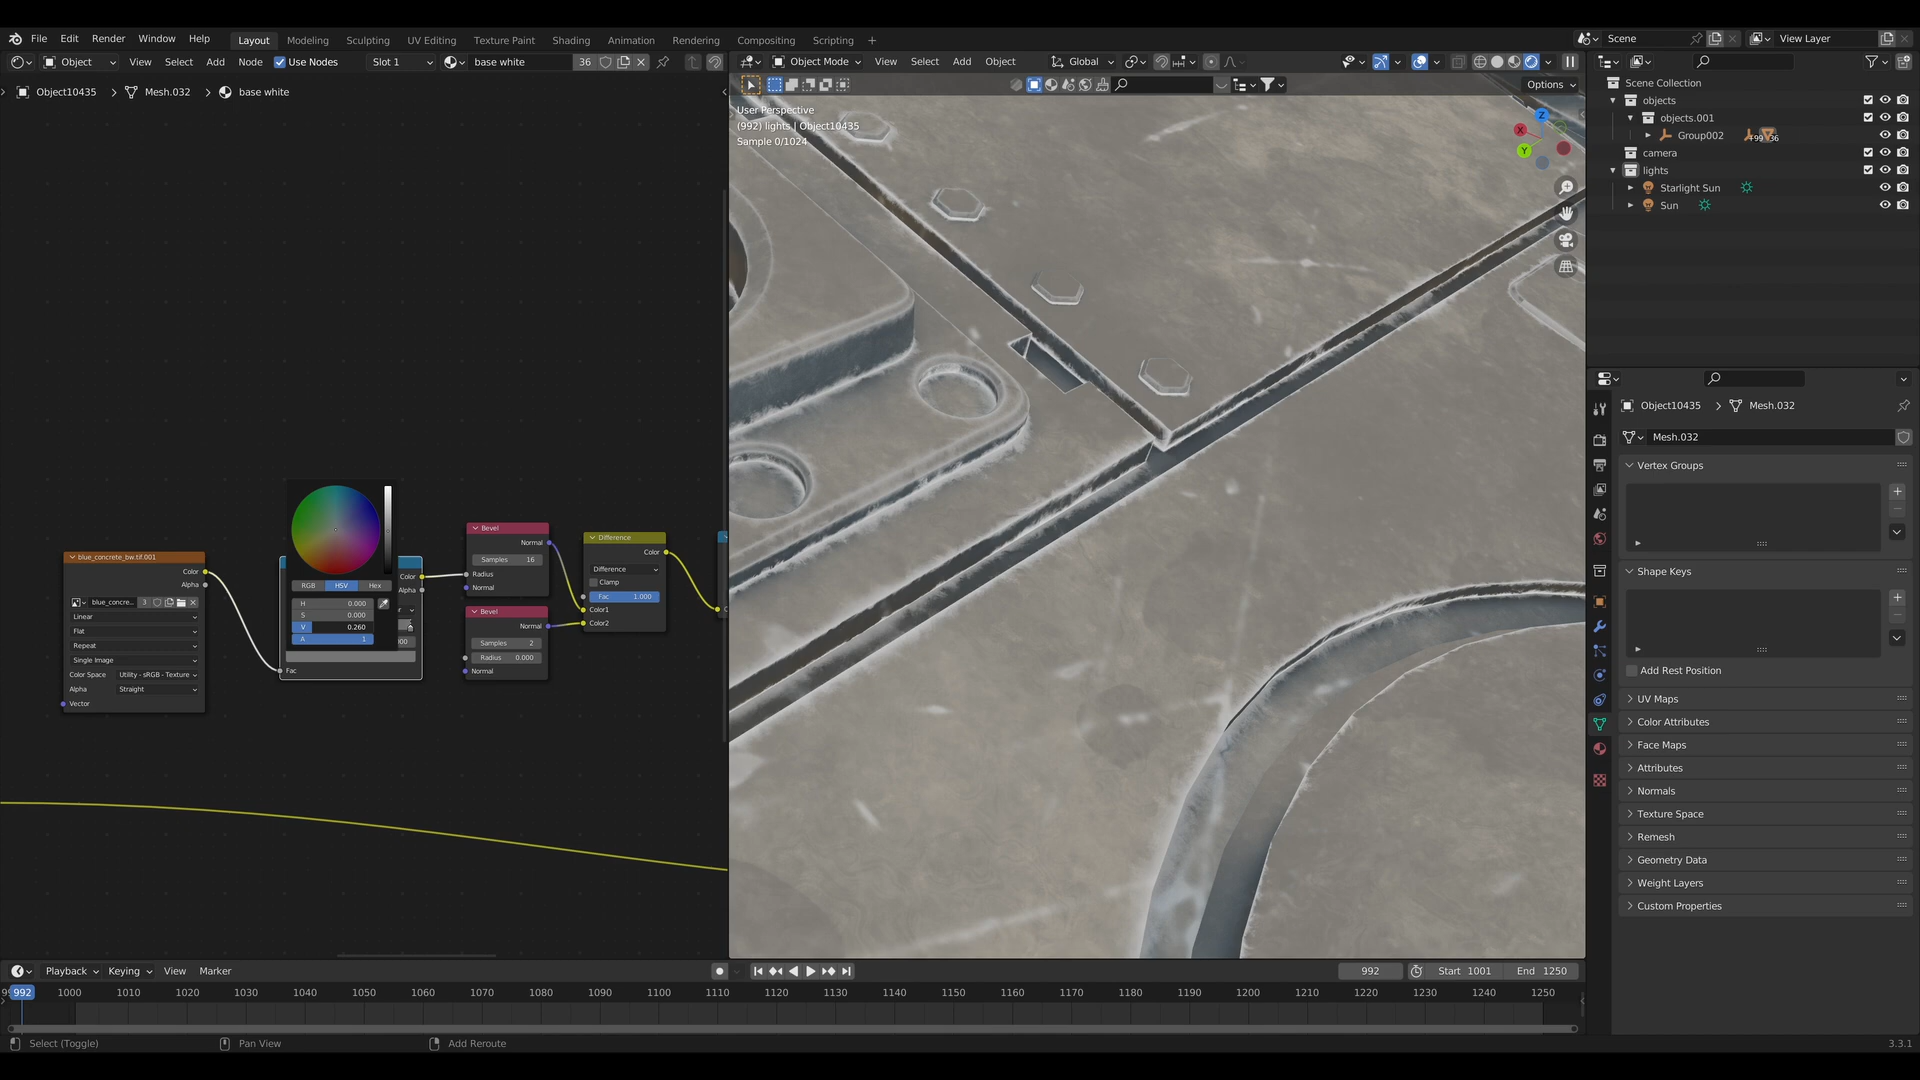 File Edit Render Window Help
Layout Modeling Sculpting UV Editing Texture Paint Shading Animation Rendering Compositing Scripting +
Scene
View Layer
Object View Select Add Node Use Nodes Slot 1 base white 36
Object Mode View Select Add Object Global
Object10435 > Mesh.032 > base white
Options
User Perspective
(992) lights | Object10435
Sample 0/1024
X
Y
Z
Scene Collection
objects
objects.001
Group002
camera
lights
Starlight Sun
Sun
Object10435 > Mesh.032
Mesh.032
Vertex Groups
Shape Keys
Add Rest Position
UV Maps
Color Attributes
Face Maps
Attributes
Normals
Texture Space
Remesh
Geometry Data
Weight Layers
Custom Properties
blue_concrete_bw.tif.001
Color
Alpha
blue_concre... 3
Linear
Flat
Repeat
Single Image
Color Space Utility - sRGB - Texture
Alpha Straight
Vector
RGB HSV Hex
H 0.000
S 0.000
V 0.260
A 1
Color
Alpha
Fac
Bevel
Normal
Samples 16
Radius
Normal
Bevel
Normal
Samples 2
Radius 0.000
Normal
Difference
Color
Difference
Clamp
Fac 1.000
Color1
Color2
Playback Keying View Marker
992 Start 1001 End 1250
992 1000 1010 1020 1030 1040 1050 1060 1070 1080 1090 1100 1110 1120 1130 1140 1150 1160 1170 1180 1190 1200 1210 1220 1230 1240 1250
Select (Toggle) Pan View Add Reroute 3.3.1